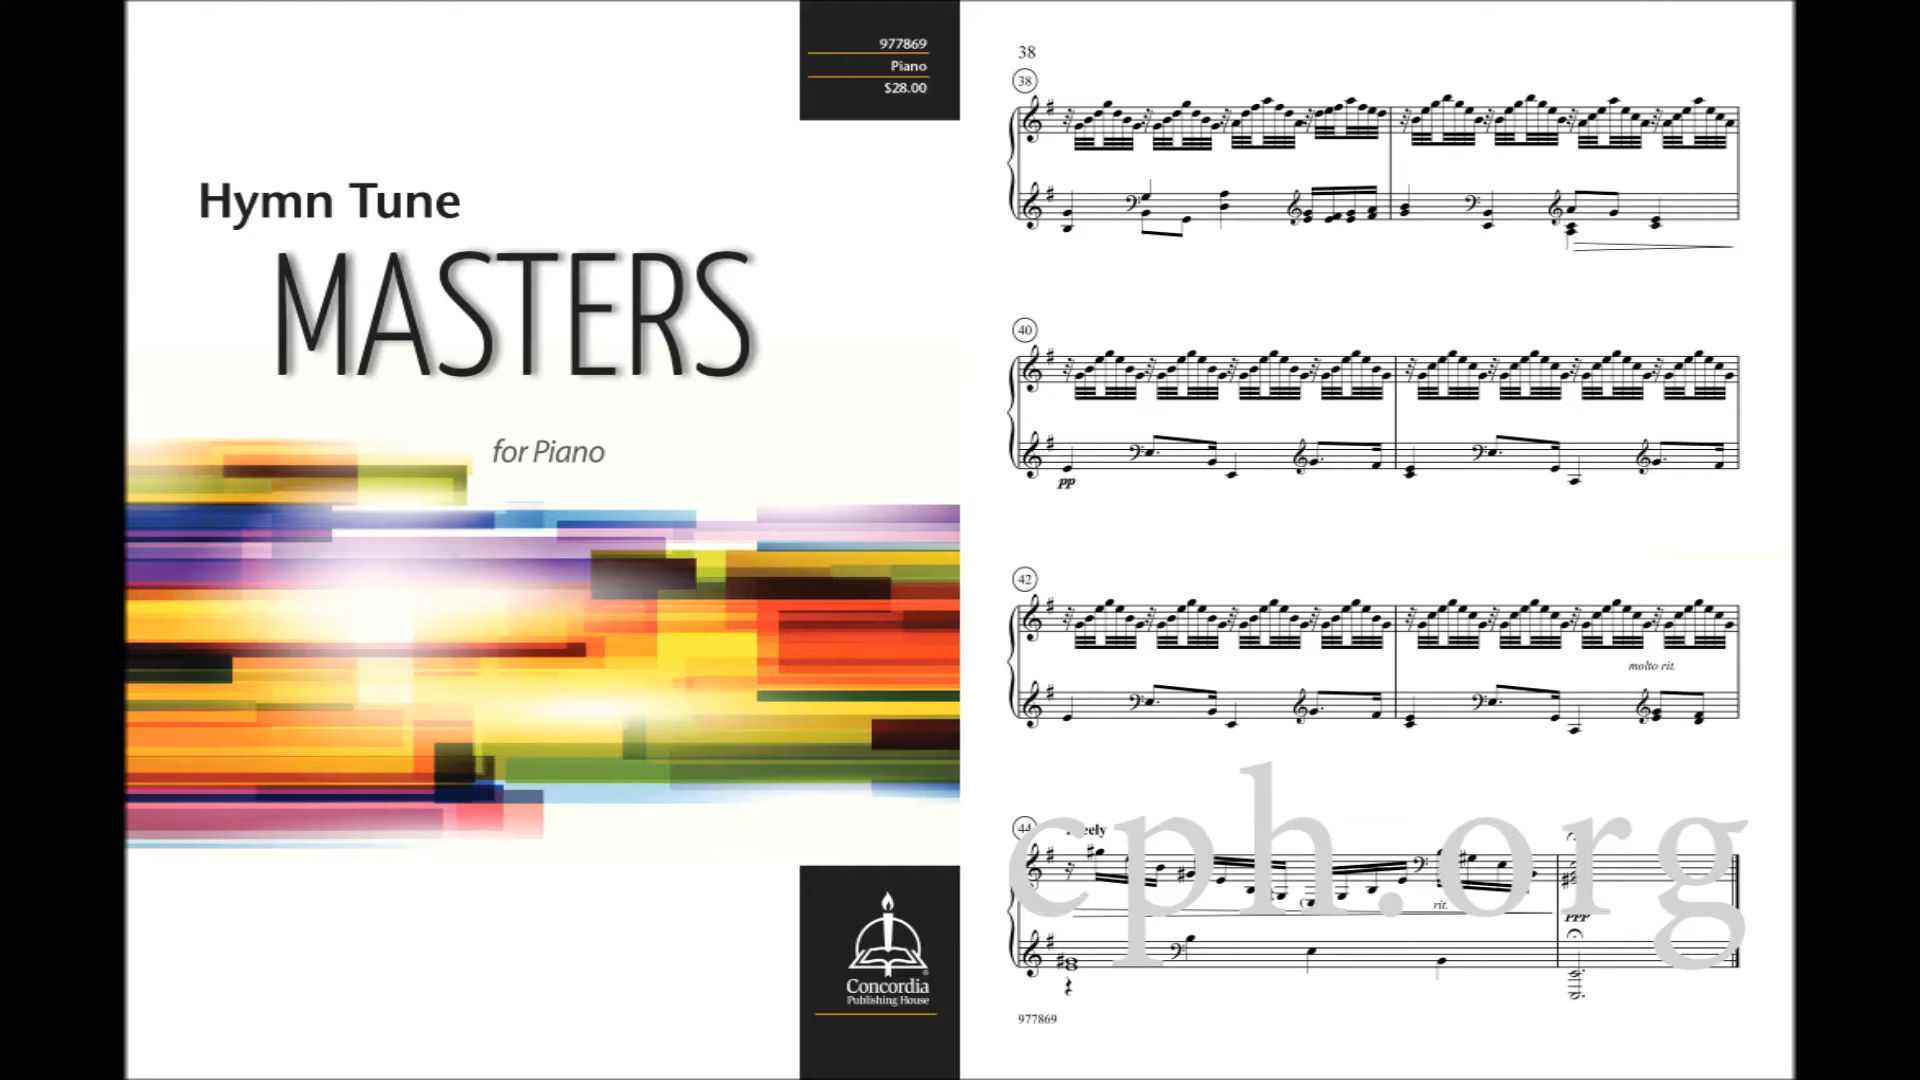 977869
Piano
$28.00
Hymn Tune
MASTERS
for Piano
Concordia
Publishing House
38
38
40
pp
42
molto rit.
44
rit.
ppp
cph.org
977869